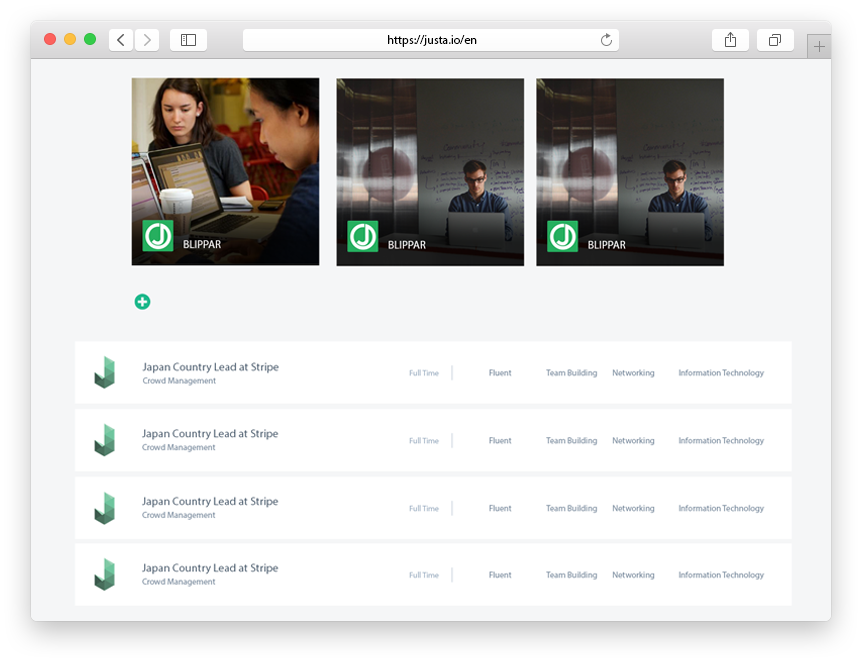 https://justa.io/en
BLIPPAR
BLIPPAR
BLIPPAR
Japan Country Lead at Stripe
Crowd Management
Full Time
Fluent
Team Building
Networking
Information Technology
Japan Country Lead at Stripe
Crowd Management
Full Time
Fluent
Team Building
Networking
Information Technology
Japan Country Lead at Stripe
Crowd Management
Full Time
Fluent
Team Building
Networking
Information Technology
Japan Country Lead at Stripe
Crowd Management
Full Time
Fluent
Team Building
Networking
Information Technology